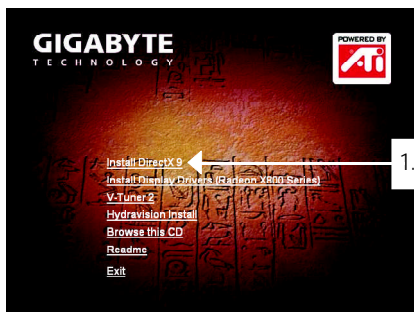 GIGABYTE
TECHNOLOGY
POWERED BY
ATi
Install DirectX 9
1.
Install Display Drivers (Radeon X800 Series)
V-Tuner 2
Hydravision Install
Browse this CD
Readme
Exit